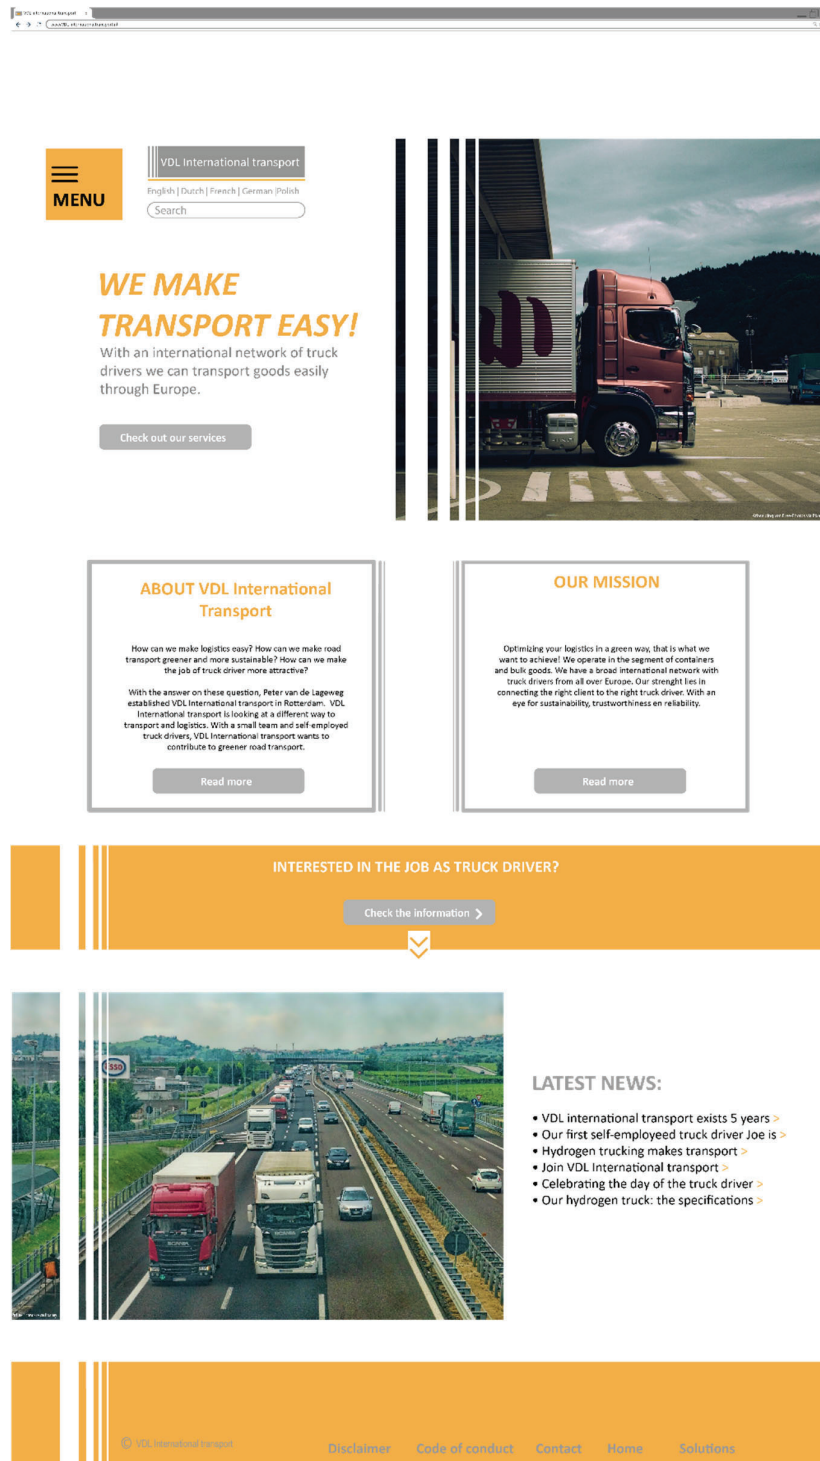 VDL International transport
MENU
VDL International transport
English | Dutch | French | German |Polish
Search
WE MAKE
TRANSPORT EASY!
With an international network of truck
drivers we can transport goods easily
through Europe.
Check out our services
ABOUT VDL International
Transport
How can we make logistics easy? How can we make road
transport greener and more sustainable? How can we make
the job of truck driver more attractive?
With the answer on these question, Peter van de Lageweg
established VDL International transport in Rotterdam. VDL
International transport is looking at a different way to
transport and logistics. With a small team and self-employed
truck drivers, VDL International transport wants to
contribute to greener road transport.
Read more
OUR MISSION
Optimizing your logistics in a green way, that is what we
want to achieve! We operate in the segment of containers
and bulk goods. We have a broad international network with
truck drivers from all over Europe. Our strenght lies in
connecting the right client to the right truck driver. With an
eye for sustainability, trustworthiness en reliability.
Read more
INTERESTED IN THE JOB AS TRUCK DRIVER?
Check the information >
ESSO
SCANIA
LATEST NEWS:
• VDL international transport exists 5 years >
• Our first self-employeed truck driver Joe is >
• Hydrogen trucking makes transport >
• Join VDL International transport >
• Celebrating the day of the truck driver >
• Our hydrogen truck: the specifications >
© VDL International transport
Disclaimer Code of conduct Contact Home Solutions